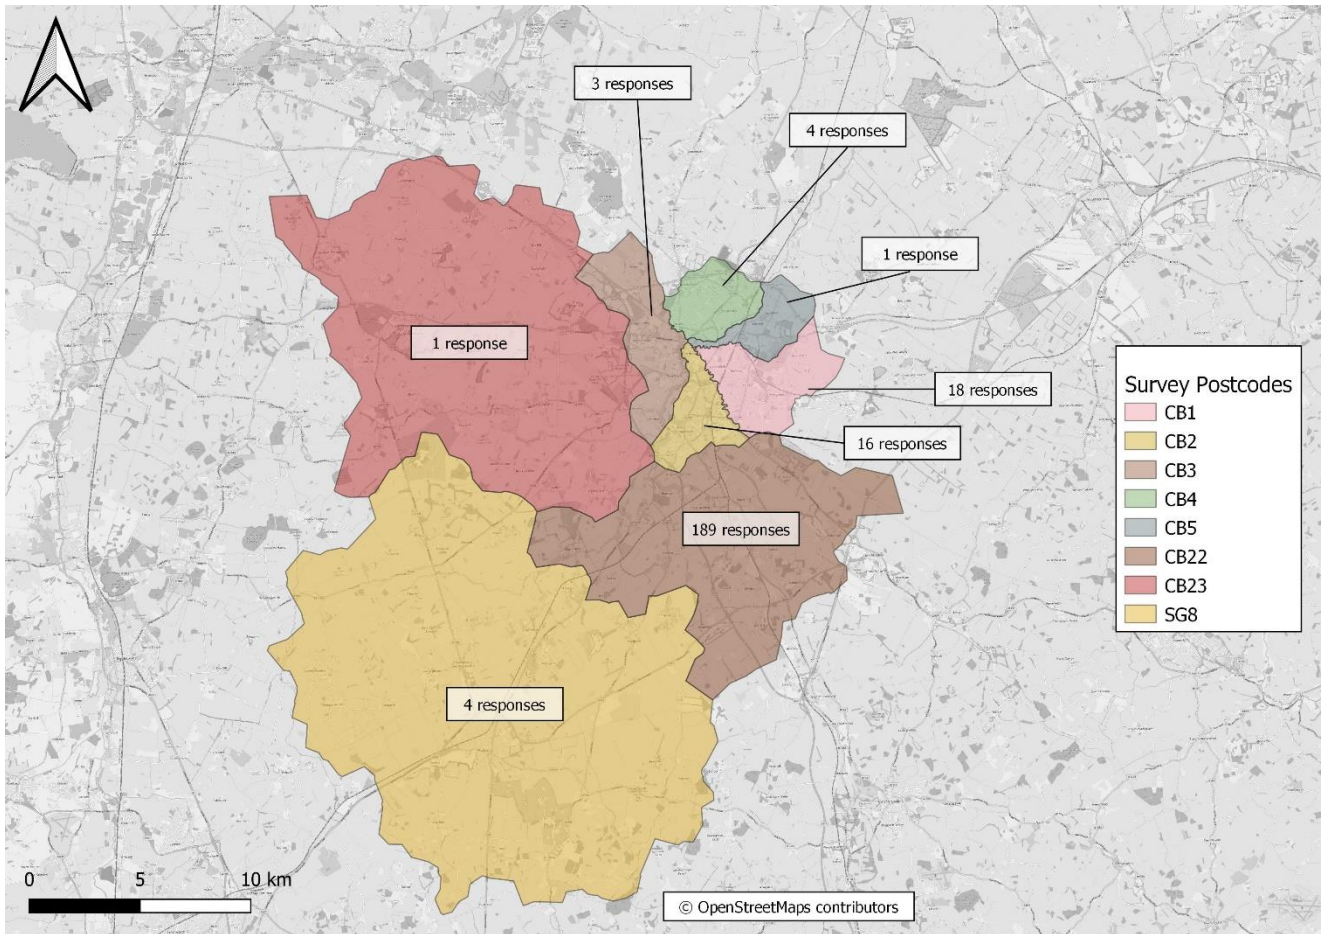 3 responses
4 responses
1 response
1 response
18 responses
16 responses
189 responses
4 responses
Survey Postcodes
CB1
CB2
CB3
CB4
CB5
CB22
CB23
SG8
0 5 10 km
© OpenStreetMaps contributors